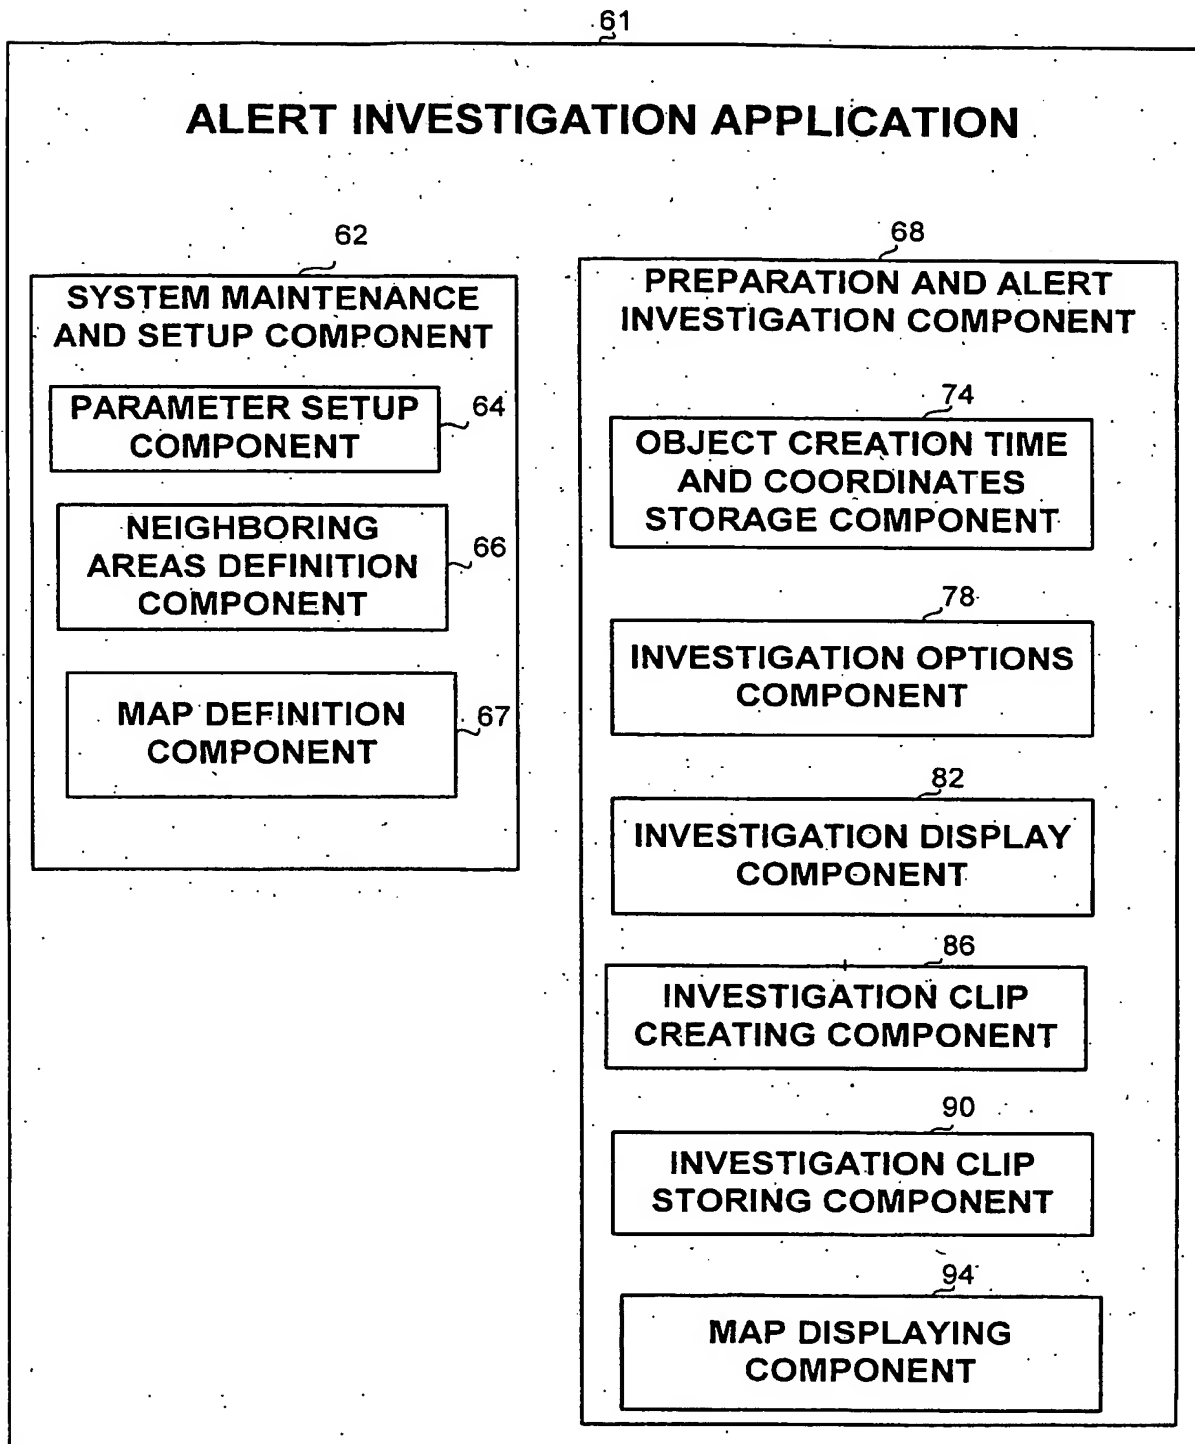 61
ALERT INVESTIGATION APPLICATION
62
SYSTEM MAINTENANCE
AND SETUP COMPONENT
PARAMETER SETUP
COMPONENT
64
NEIGHBORING
AREAS DEFINITION
COMPONENT
66
MAP DEFINITION
COMPONENT
67
68
PREPARATION AND ALERT
INVESTIGATION COMPONENT
74
OBJECT CREATION TIME
AND COORDINATES
STORAGE COMPONENT
78
INVESTIGATION OPTIONS
COMPONENT
82
INVESTIGATION DISPLAY
COMPONENT
86
INVESTIGATION CLIP
CREATING COMPONENT
90
INVESTIGATION CLIP
STORING COMPONENT
94
MAP DISPLAYING
COMPONENT